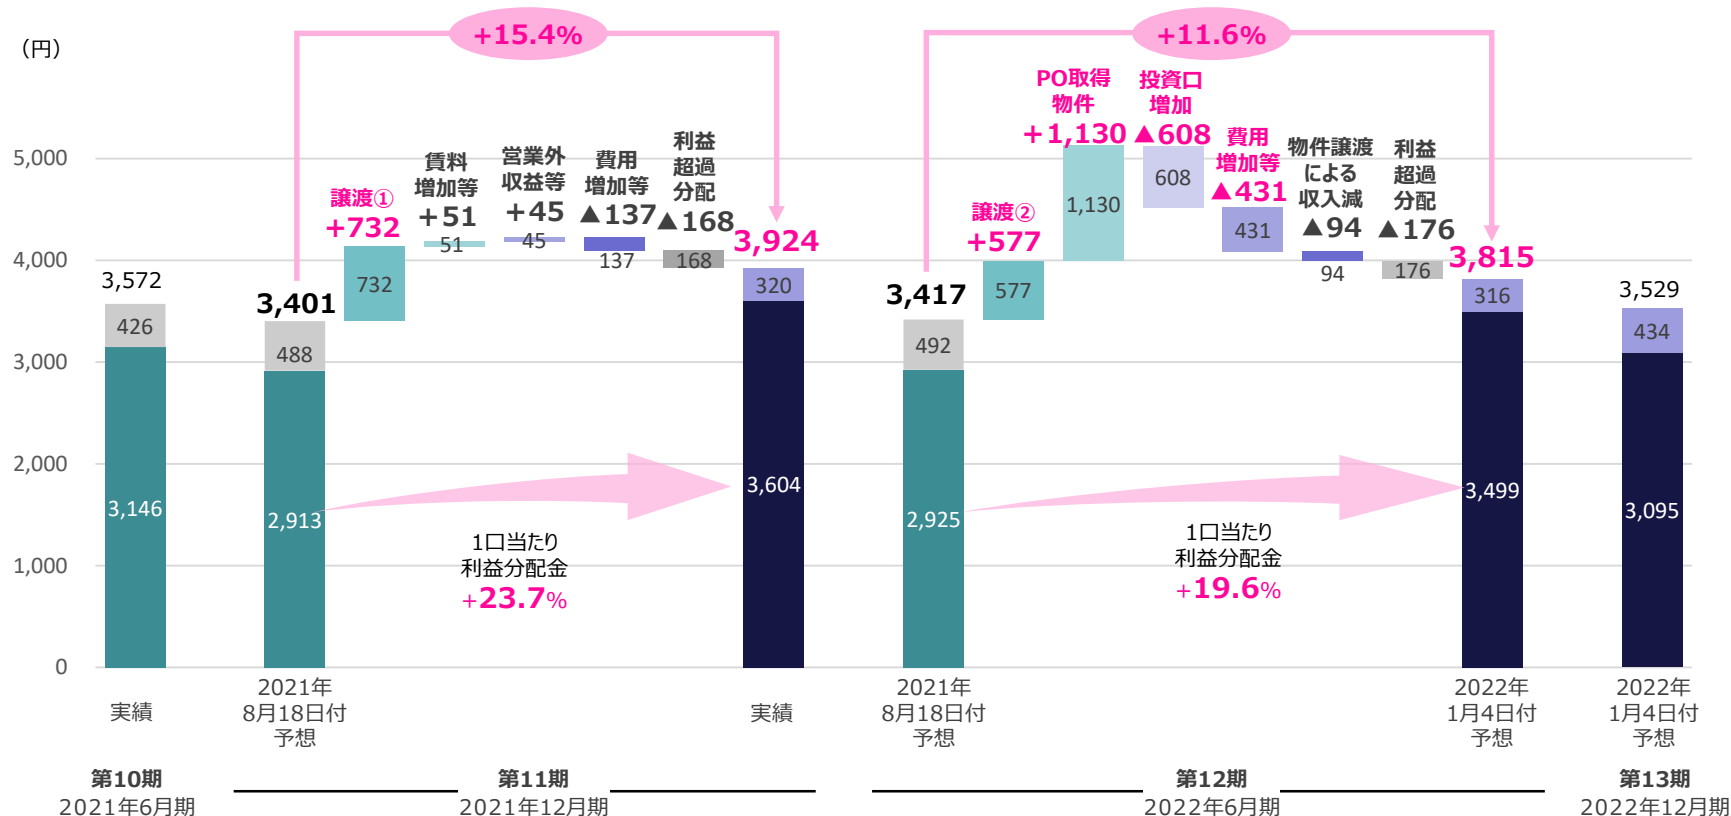 （円）
+15.4%
+11.6%
5,000
4,000
3,000
2,000
1,000
0
3,572
426
3,146
3,401
488
2,913
譲渡①
+732
732
賃料
増加等
+51
51
営業外
収益等
+45
45
費用
増加等
▲137
137
利益
超過
分配
▲168
168
3,924
320
3,604
1口当たり
利益分配金
+23.7%
3,417
492
2,925
譲渡②
+577
577
PO取得
物件
+1,130
1,130
投資口
増加
▲608
608
費用
増加等
▲431
431
物件譲渡
による
収入減
▲94
94
利益
超過
分配
▲176
176
3,815
316
3,499
1口当たり
利益分配金
+19.6%
3,529
434
3,095
実績
2021年
8月18日付
予想
実績
2021年
8月18日付
予想
2022年
1月4日付
予想
2022年
1月4日付
予想
第10期
2021年6月期
第11期
2021年12月期
第12期
2022年6月期
第13期
2022年12月期